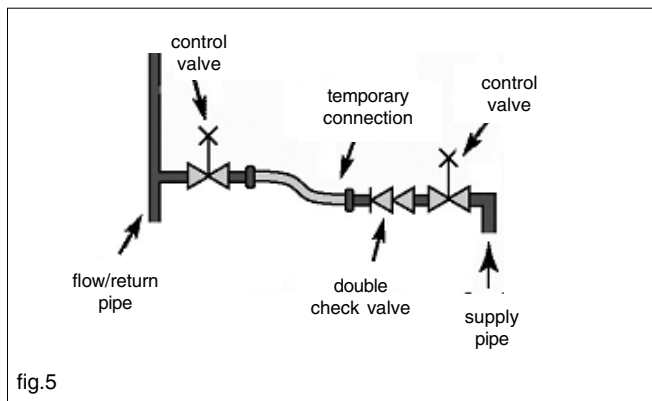 control
valve
temporary
connection
control
valve
flow/return
pipe
double
check valve
supply
pipe
fig.5